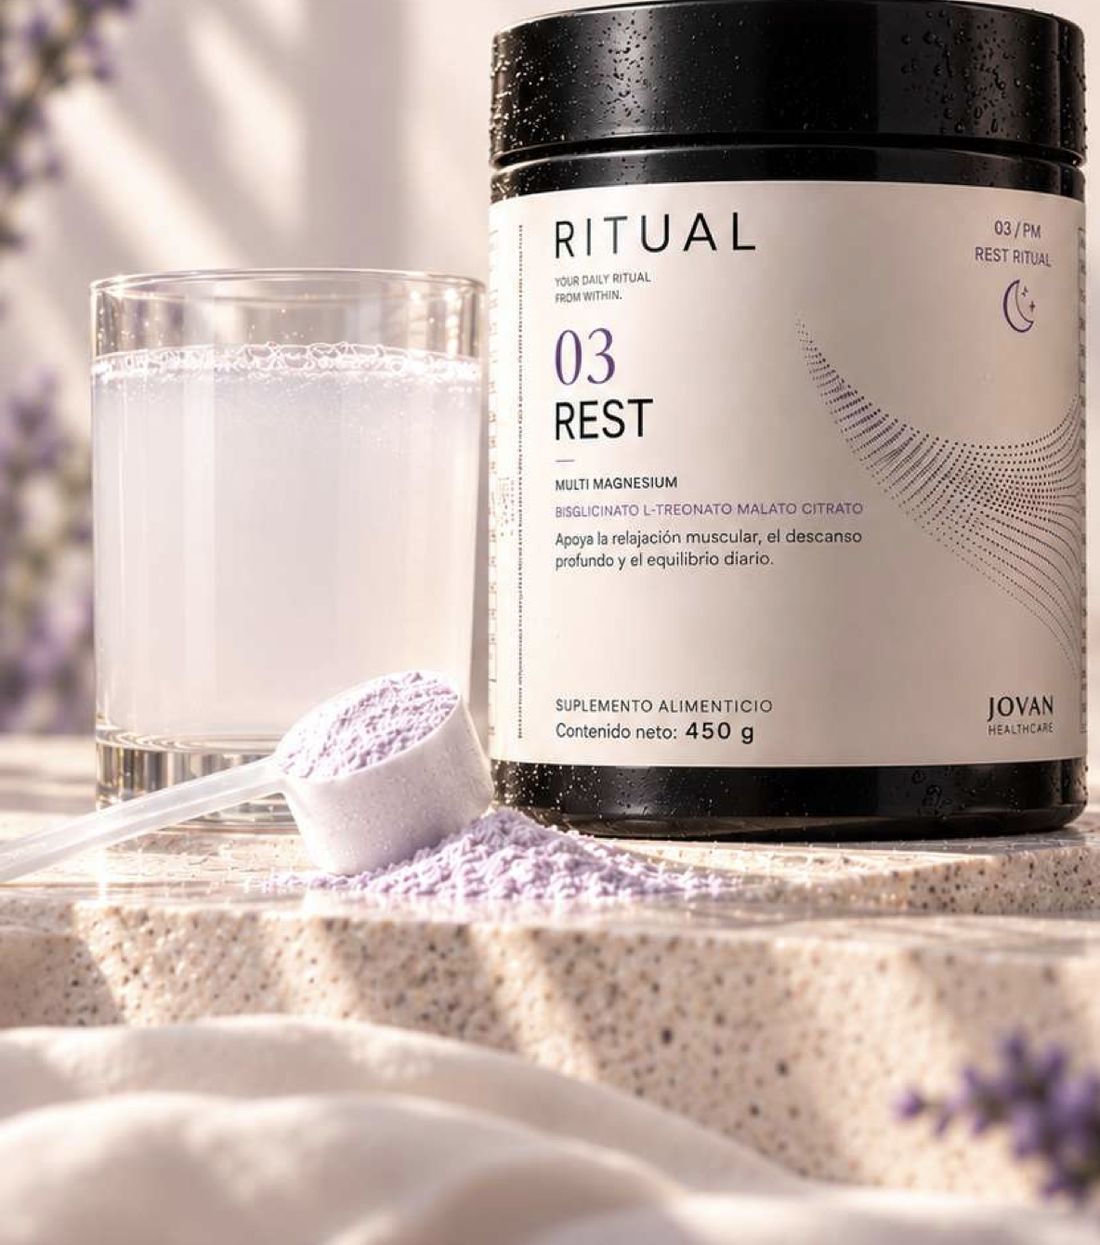 RITUAL
YOUR DAILY RITUAL
FROM WITHIN.
03
REST
MULTI MAGNESIUM
BISGLICINATO L-TREONATO MALATO CITRATO
Apoya la relajación muscular, el descanso
profundo y el equilibrio diario.
SUPLEMENTO ALIMENTICIO
Contenido neto: 450 g
03 / PM
REST RITUAL
JOVAN
HEALTHCARE